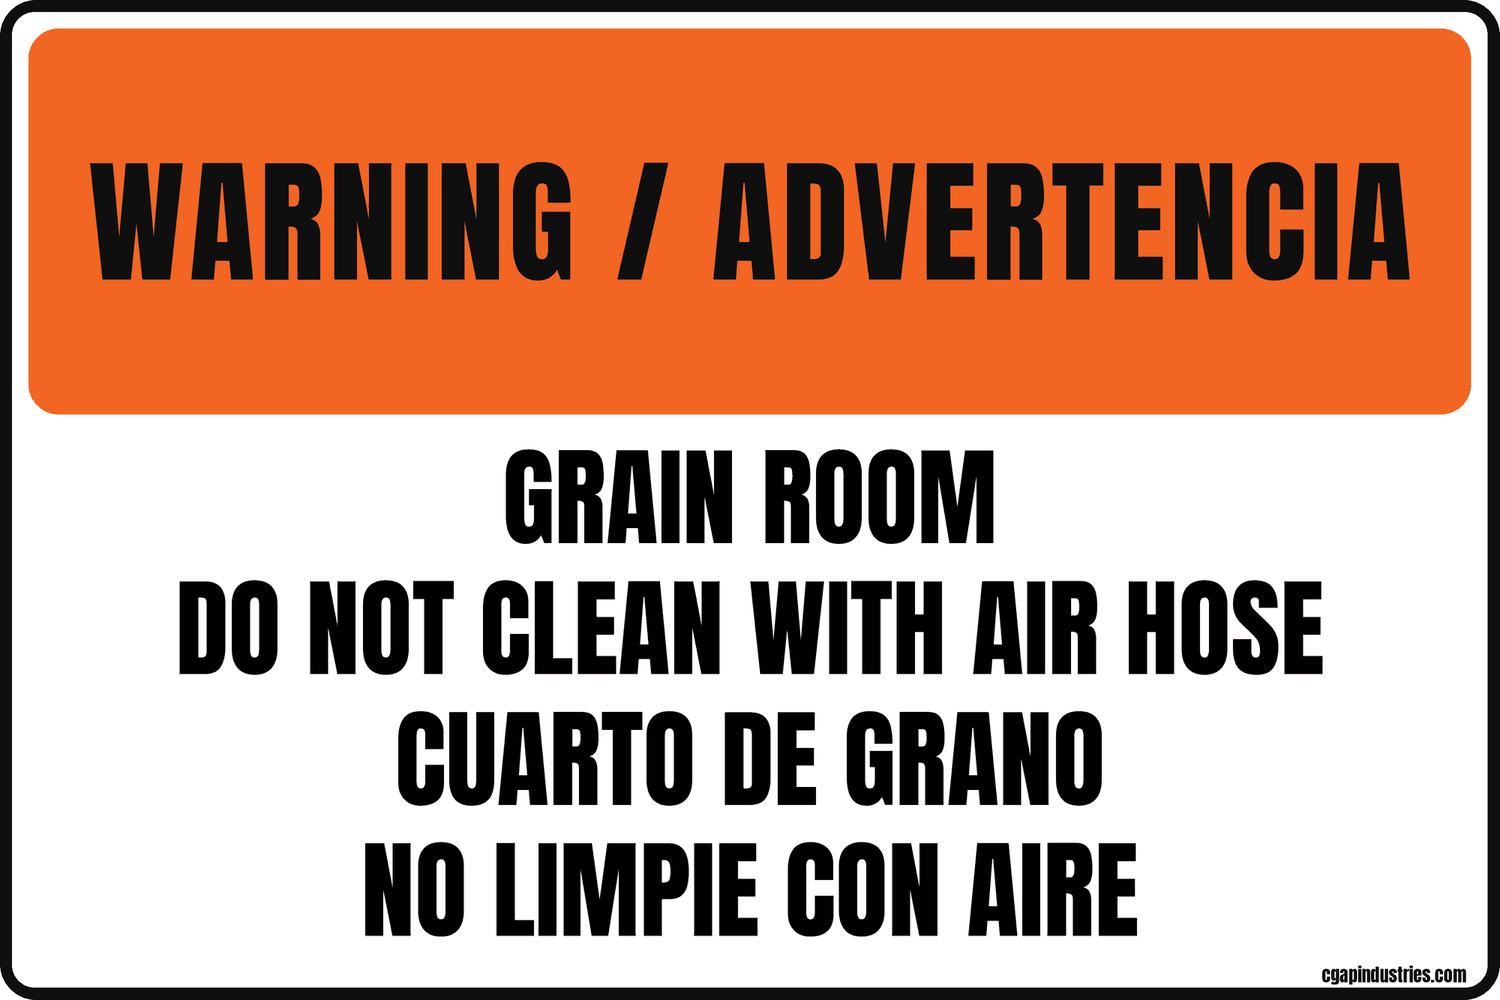 WARNING / ADVERTENCIA
GRAIN ROOM
DO NOT CLEAN WITH AIR HOSE
CUARTO DE GRANO
NO LIMPIE CON AIRE
cgapindustries.com